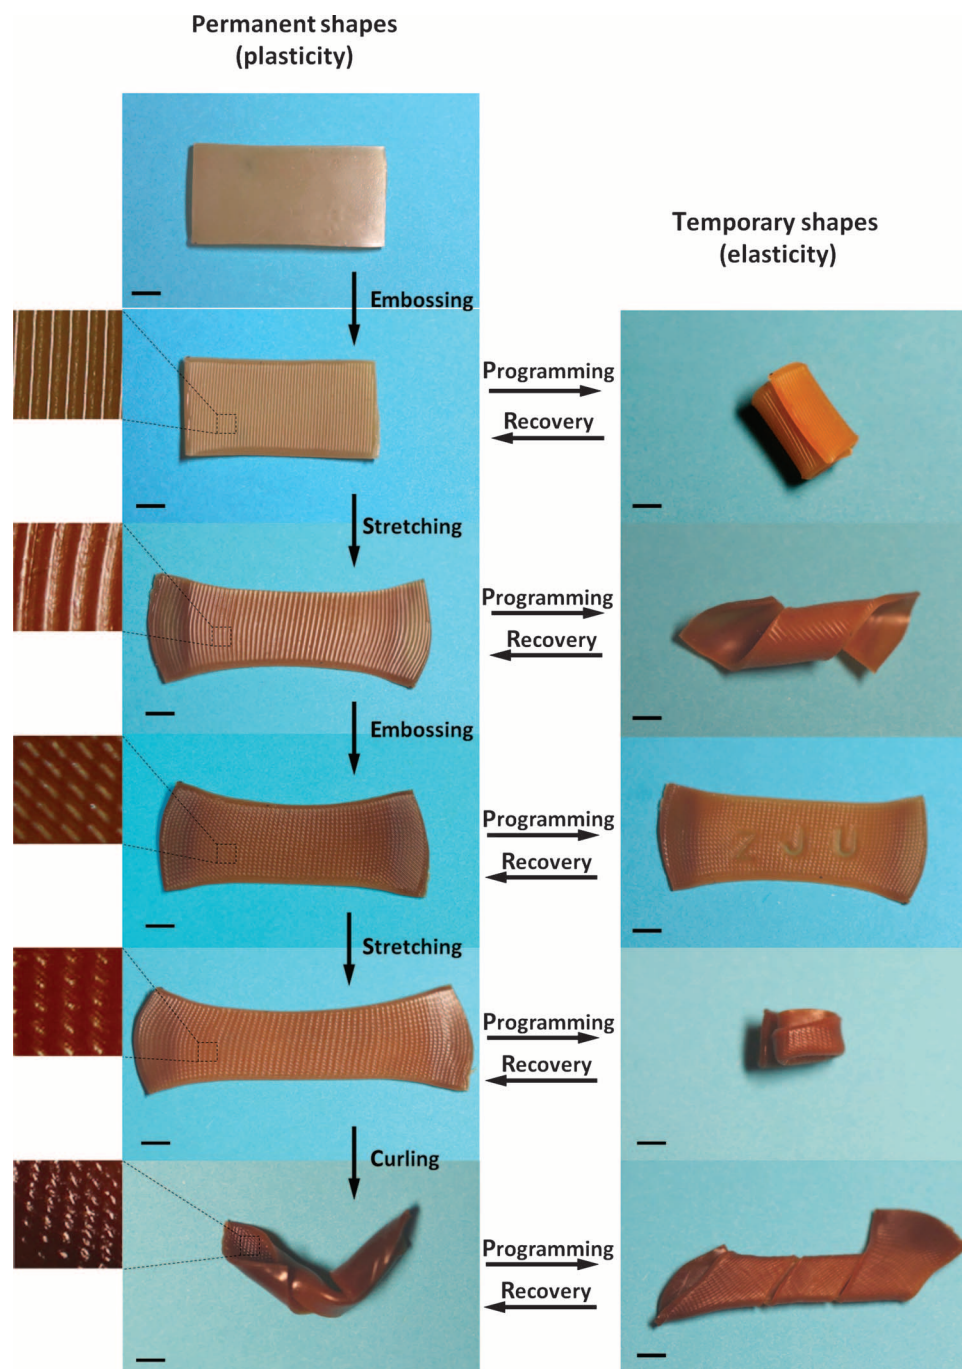 Permanent shapes
(plasticity)
Temporary shapes
(elasticity)
Embossing
Programming
Recovery
Stretching
Programming
Recovery
Embossing
Programming
Recovery
Z J U
Stretching
Programming
Recovery
Curling
Programming
Recovery